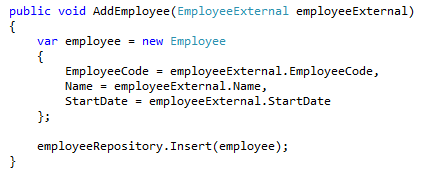 public void AddEmployee(EmployeeExternal employeeExternal)
{
    var employee = new Employee
    {
        EmployeeCode = employeeExternal.EmployeeCode,
        Name = employeeExternal.Name,
        StartDate = employeeExternal.StartDate
    };

    employeeRepository.Insert(employee);
}